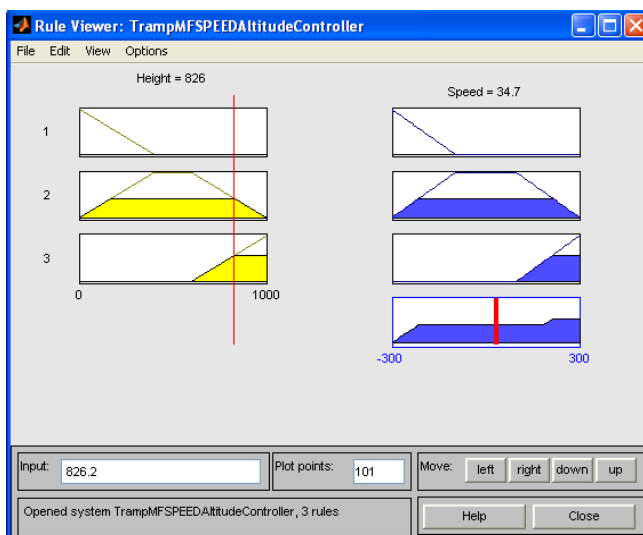 Rule Viewer: TrampMFSPEEDAltitudeController
File Edit View Options
Height = 826
Speed = 34.7
1
2
3
0 1000
-300 300
Input: 826.2 Plot points: 101 Move: left right down up
Opened system TrampMFSPEEDAltitudeController, 3 rules Help Close